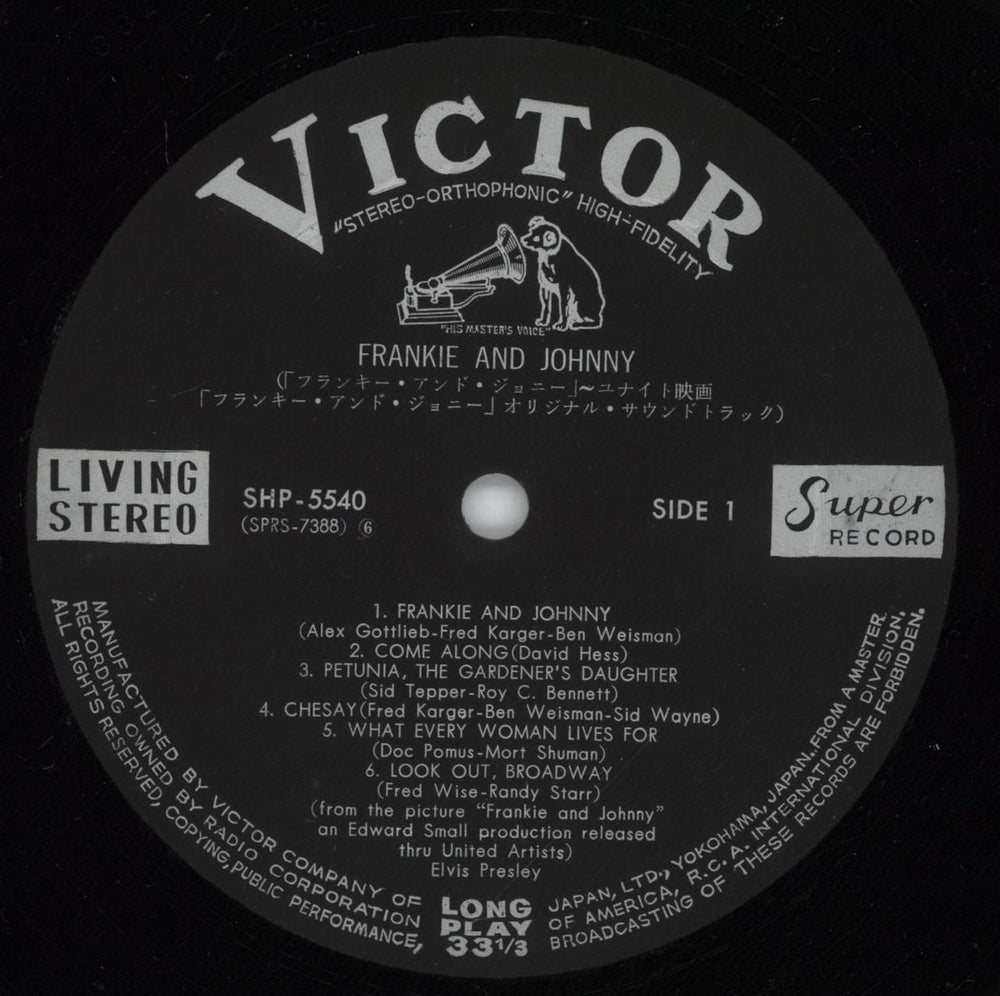 VICTOR
"STEREO-ORTHOPHONIC" HIGH-FIDELITY
"HIS MASTER'S VOICE"
FRANKIE AND JOHNNY
(「フランキー・アンド・ジョニー」~ユナイト映画
「フランキー・アンド・ジョニー」オリジナル・サウンドトラック)
LIVING
STEREO
SHP-5540
(SPRS-7388) ⑥
SIDE 1
Super
RECORD
1. FRANKIE AND JOHNNY
(Alex Gottlieb-Fred Karger-Ben Weisman)
2. COME ALONG (David Hess)
3. PETUNIA, THE GARDENER'S DAUGHTER
(Sid Tepper-Roy C. Bennett)
4. CHESAY (Fred Karger-Ben Weisman-Sid Wayne)
5. WHAT EVERY WOMAN LIVES FOR
(Doc Pomus-Mort Shuman)
6. LOOK OUT, BROADWAY
(Fred Wise-Randy Starr)
(from the picture "Frankie and Johnny"
an Edward Small production released
thru United Artists)
Elvis Presley
LONG
PLAY
33 1/3
MANUFACTURED BY VICTOR COMPANY OF JAPAN, LTD., YOKOHAMA, JAPAN, FROM A MASTER
RECORDING OWNED BY RADIO CORPORATION OF AMERICA, R.C.A. INTERNATIONAL DIVISION,
ALL RIGHTS RESERVED, COPYING, PUBLIC PERFORMANCE, BROADCASTING OF THESE RECORDS ARE FORBIDDEN.